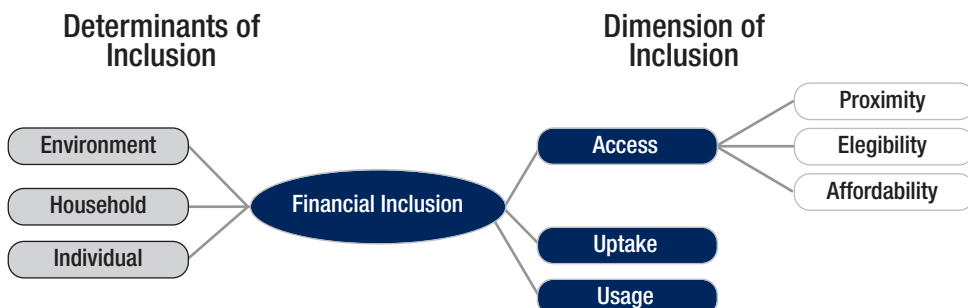 Determinants of
Inclusion
Dimension of
Inclusion
Environment
Household
Individual
Financial Inclusion
Access
Uptake
Usage
Proximity
Elegibility
Affordability